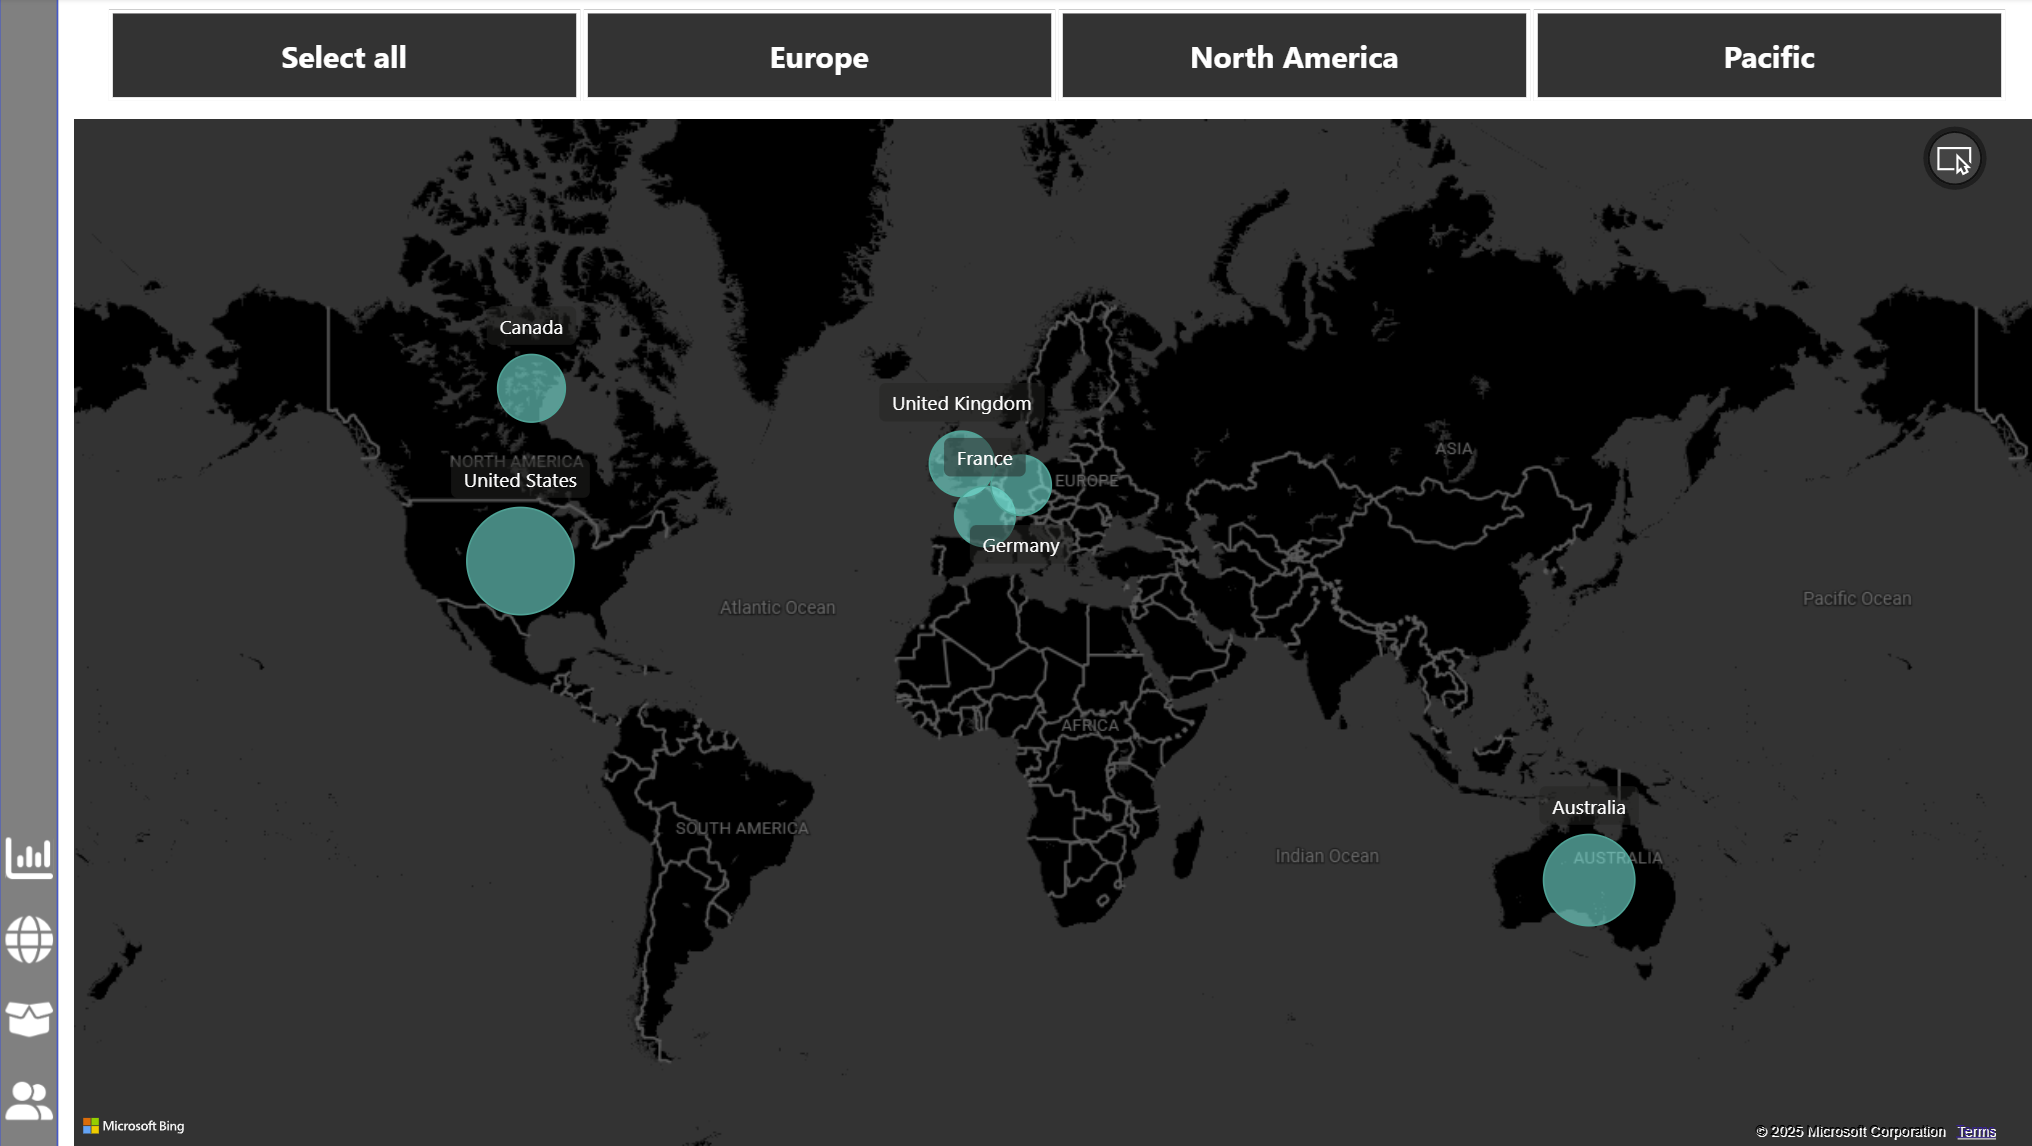 Select all
Europe
North America
Pacific
Canada
NORTH AMERICA
United States
United Kingdom
France
EUROPE
Germany
ASIA
Atlantic Ocean
Pacific Ocean
AFRICA
SOUTH AMERICA
Indian Ocean
Australia
AUSTRALIA
Microsoft Bing
© 2025 Microsoft Corporation Terms